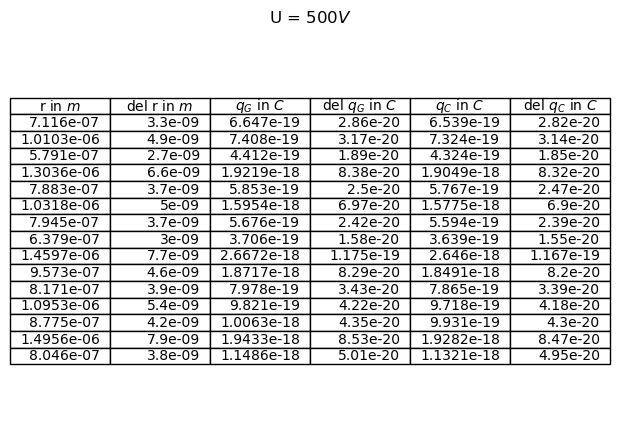 U = 500V
r in m del r in m q_G in C del q_G in C q_C in C del q_C in C
7.116e-07 3.3e-09 6.647e-19 2.86e-20 6.539e-19 2.82e-20
1.0103e-06 4.9e-09 7.408e-19 3.17e-20 7.324e-19 3.14e-20
5.791e-07 2.7e-09 4.412e-19 1.89e-20 4.324e-19 1.85e-20
1.3036e-06 6.6e-09 1.9219e-18 8.38e-20 1.9049e-18 8.32e-20
7.883e-07 3.7e-09 5.853e-19 2.5e-20 5.767e-19 2.47e-20
1.0318e-06 5e-09 1.5954e-18 6.97e-20 1.5775e-18 6.9e-20
7.945e-07 3.7e-09 5.676e-19 2.42e-20 5.594e-19 2.39e-20
6.379e-07 3e-09 3.706e-19 1.58e-20 3.639e-19 1.55e-20
1.4597e-06 7.7e-09 2.6672e-18 1.175e-19 2.646e-18 1.167e-19
9.573e-07 4.6e-09 1.8717e-18 8.29e-20 1.8491e-18 8.2e-20
8.171e-07 3.9e-09 7.978e-19 3.43e-20 7.865e-19 3.39e-20
1.0953e-06 5.4e-09 9.821e-19 4.22e-20 9.718e-19 4.18e-20
8.775e-07 4.2e-09 1.0063e-18 4.35e-20 9.931e-19 4.3e-20
1.4956e-06 7.9e-09 1.9433e-18 8.53e-20 1.9282e-18 8.47e-20
8.046e-07 3.8e-09 1.1486e-18 5.01e-20 1.1321e-18 4.95e-20